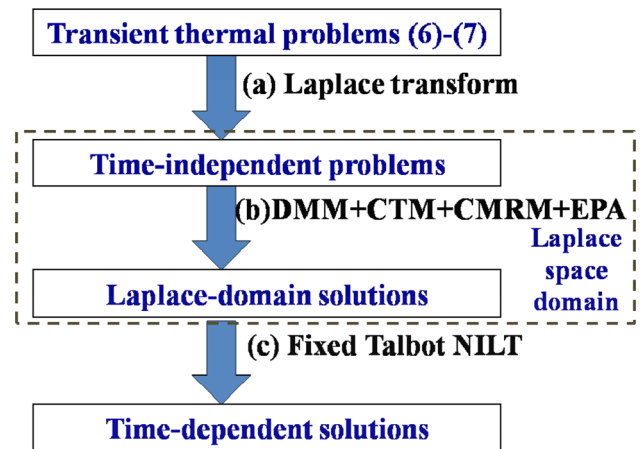 Transient thermal problems (6)-(7)
(a) Laplace transform
Time-independent problems
(b)DMM+CTM+CMRM+EPA
Laplace
space
domain
Laplace-domain solutions
(c) Fixed Talbot NILT
Time-dependent solutions